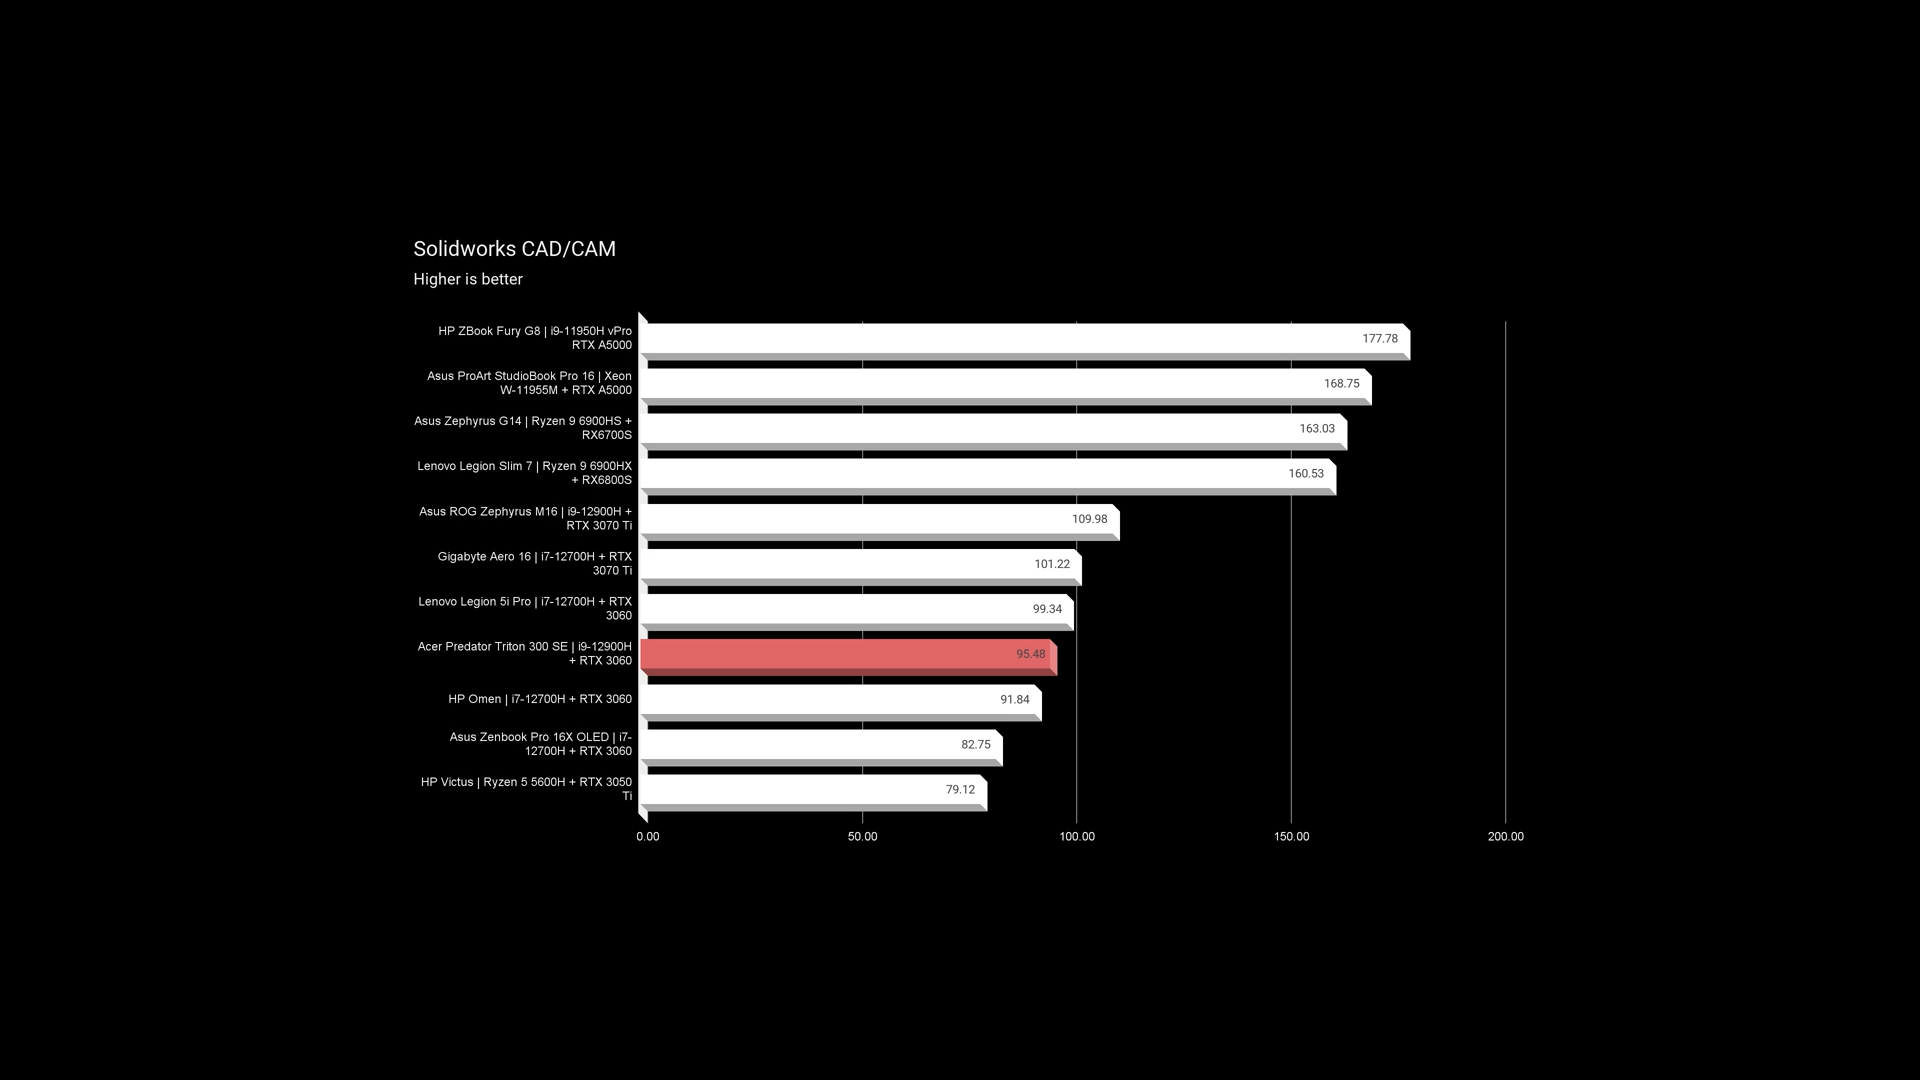 Solidworks CAD/CAM
Higher is better
HP ZBook Fury G8 | i9-11950H vPro
RTX A5000
177.78
Asus ProArt StudioBook Pro 16 | Xeon
W-11955M + RTX A5000
168.75
Asus Zephyrus G14 | Ryzen 9 6900HS +
RX6700S
163.03
Lenovo Legion Slim 7 | Ryzen 9 6900HX
+ RX6800S
160.53
Asus ROG Zephyrus M16 | i9-12900H +
RTX 3070 Ti
109.98
Gigabyte Aero 16 | i7-12700H + RTX
3070 Ti
101.22
Lenovo Legion 5i Pro | i7-12700H + RTX
3060
99.34
Acer Predator Triton 300 SE | i9-12900H
+ RTX 3060
95.48
HP Omen | i7-12700H + RTX 3060
91.84
Asus Zenbook Pro 16X OLED | i7-
12700H + RTX 3060
82.75
HP Victus | Ryzen 5 5600H + RTX 3050
Ti
79.12
0.00 50.00 100.00 150.00 200.00